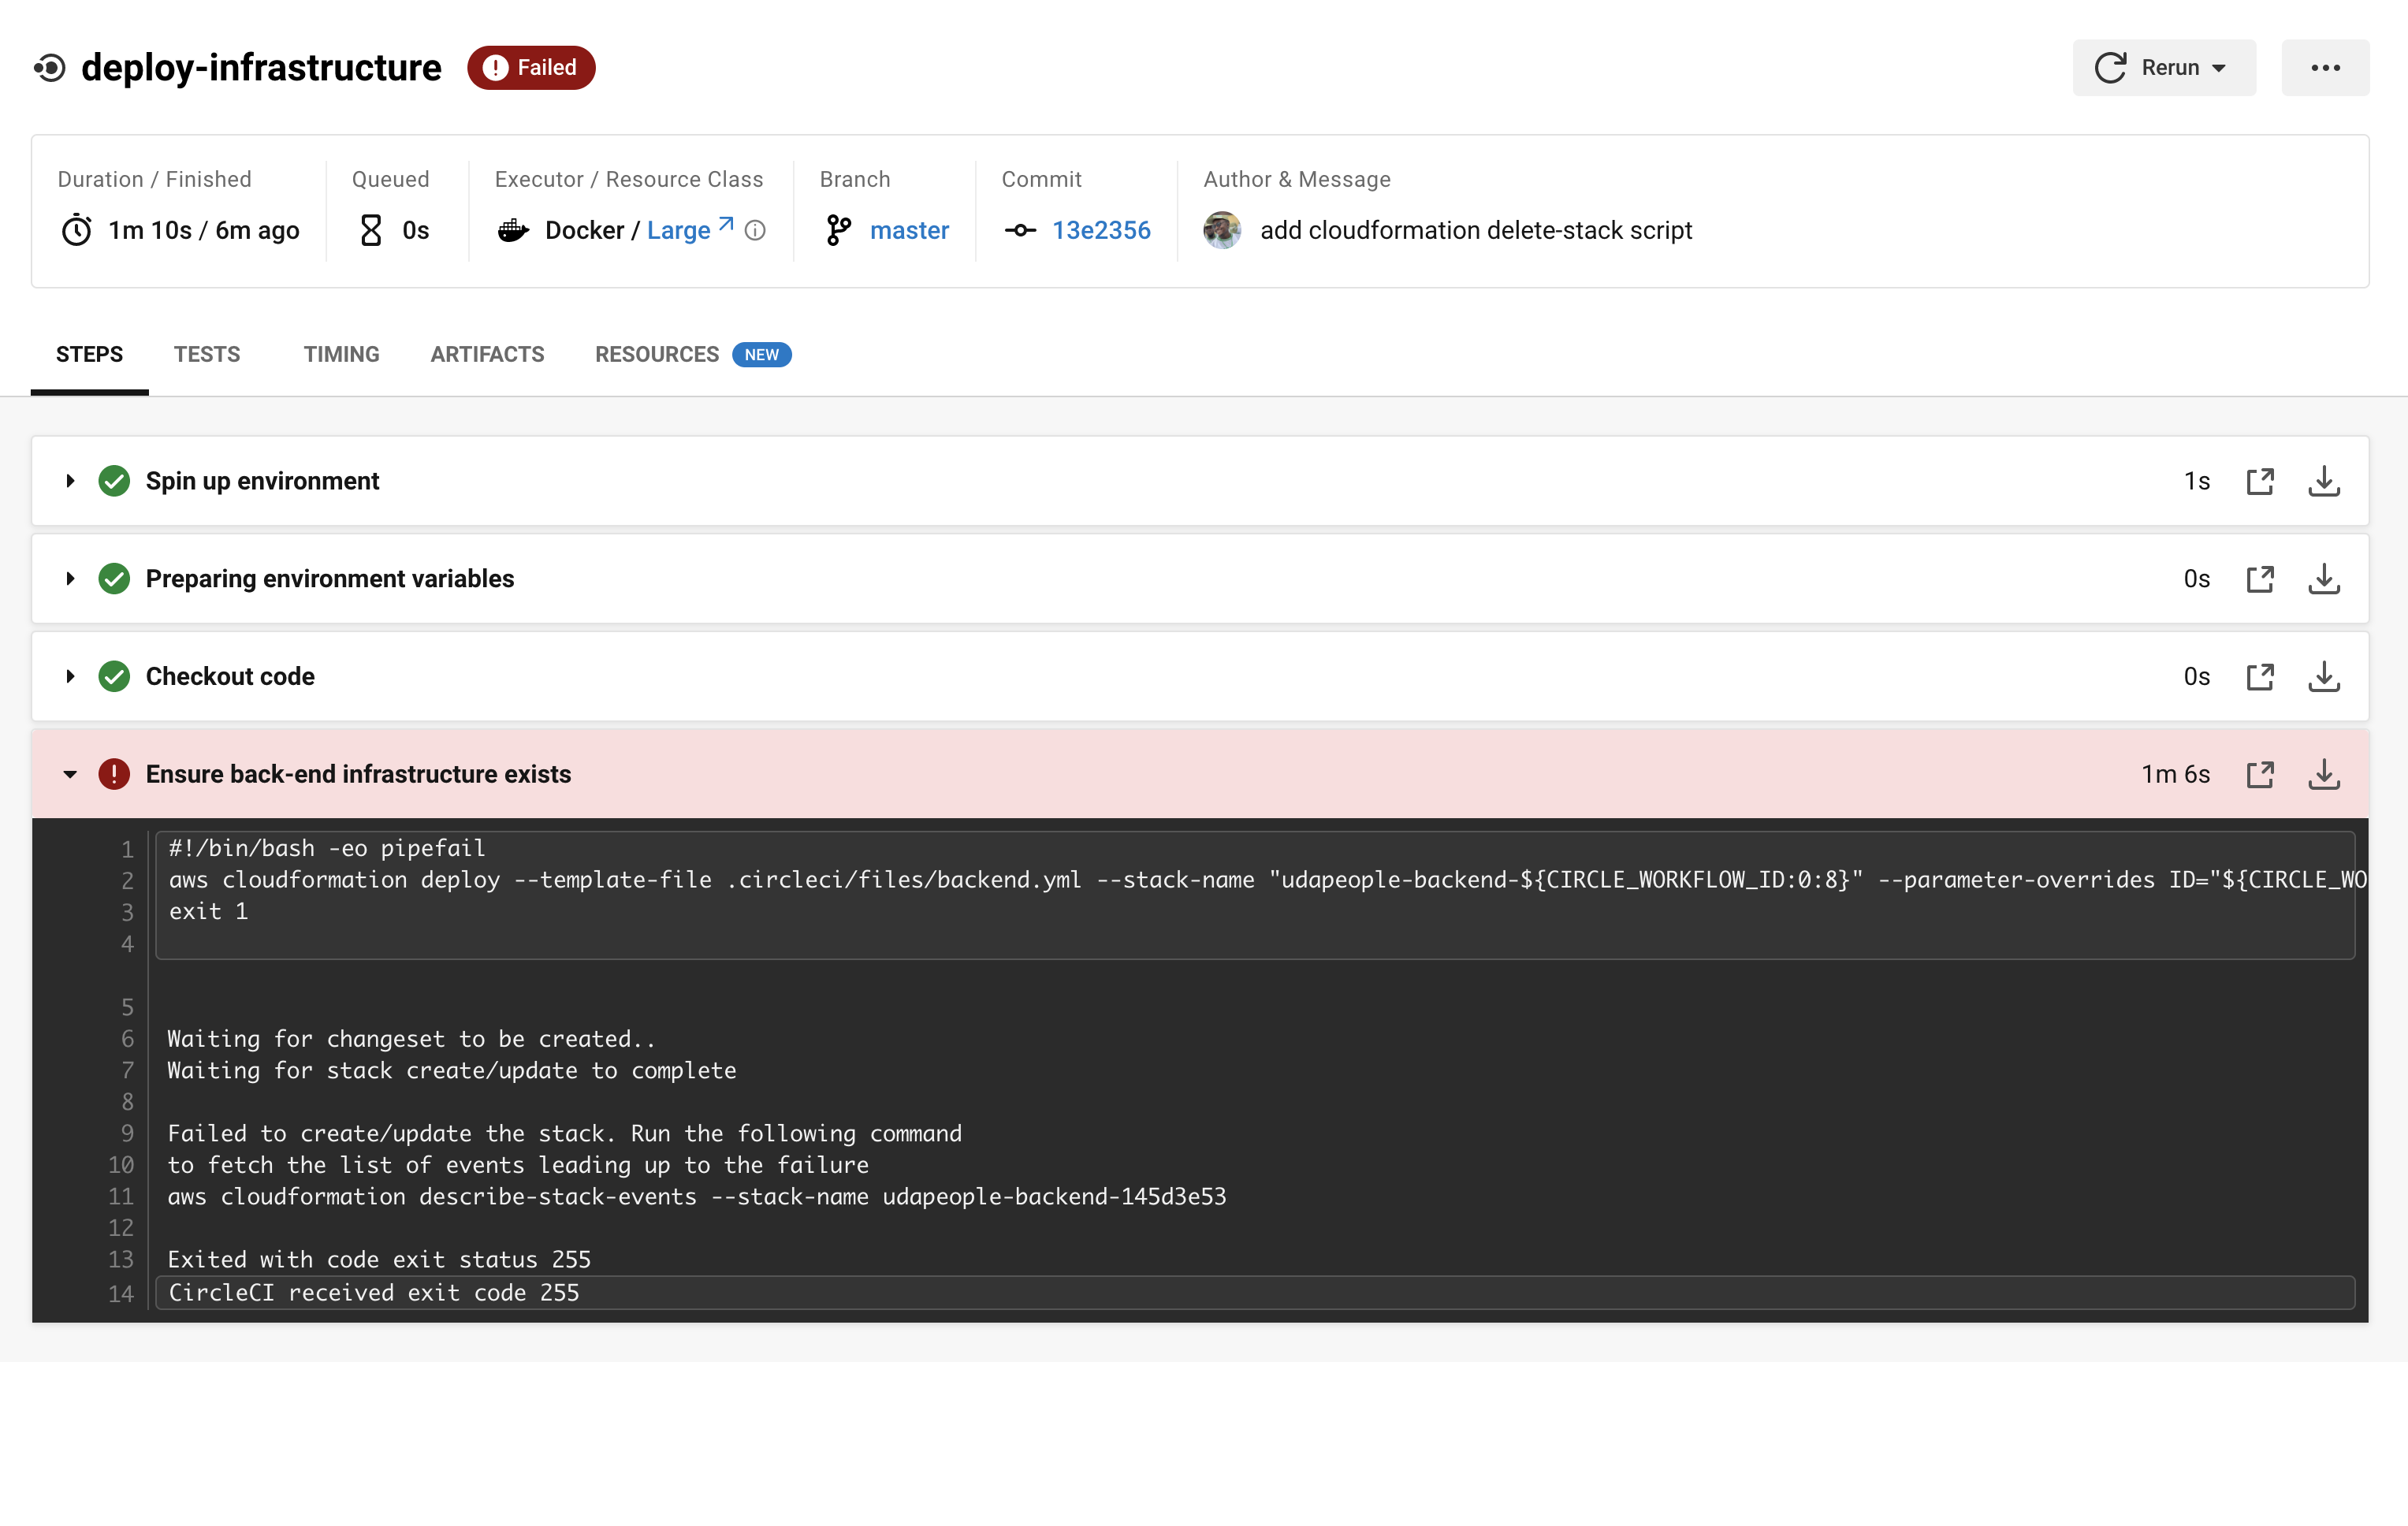 deploy-infrastructure Failed Rerun
Duration / Finished Queued Executor / Resource Class Branch Commit Author & Message
1m 10s / 6m ago 0s Docker / Large master 13e2356 add cloudformation delete-stack script
STEPS TESTS TIMING ARTIFACTS RESOURCES NEW
Spin up environment 1s
Preparing environment variables 0s
Checkout code 0s
Ensure back-end infrastructure exists 1m 6s
1 #!/bin/bash -eo pipefail
2 aws cloudformation deploy --template-file .circleci/files/backend.yml --stack-name "udapeople-backend-${CIRCLE_WORKFLOW_ID:0:8}" --parameter-overrides ID="${CIRCLE_WO
3 exit 1
4
5
6 Waiting for changeset to be created..
7 Waiting for stack create/update to complete
8
9 Failed to create/update the stack. Run the following command
10 to fetch the list of events leading up to the failure
11 aws cloudformation describe-stack-events --stack-name udapeople-backend-145d3e53
12
13 Exited with code exit status 255
14 CircleCI received exit code 255